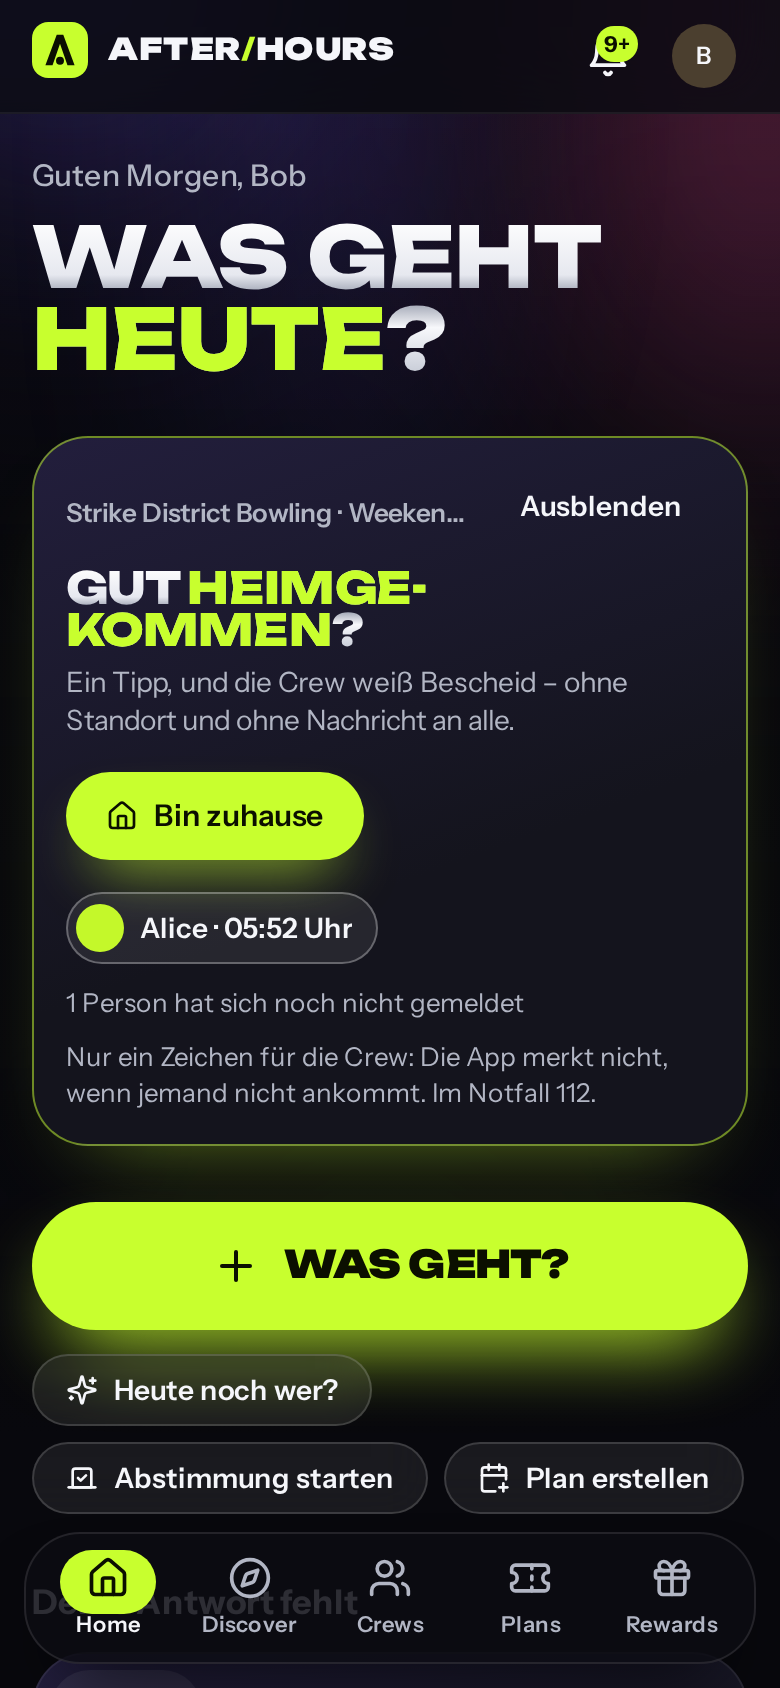 AFTER/HOURS
9+
B
Guten Morgen, Bob
WAS GEHT
HEUTE?
Strike District Bowling · Weeken...
Ausblenden
GUT HEIMGE-
KOMMEN?
Ein Tipp, und die Crew weiß Bescheid – ohne
Standort und ohne Nachricht an alle.
Bin zuhause
Alice · 05:52 Uhr
1 Person hat sich noch nicht gemeldet
Nur ein Zeichen für die Crew: Die App merkt nicht,
wenn jemand nicht ankommt. Im Notfall 112.
WAS GEHT?
Heute noch wer?
Abstimmung starten
Plan erstellen
Antwort fehlt
Home
Discover
Crews
Plans
Rewards